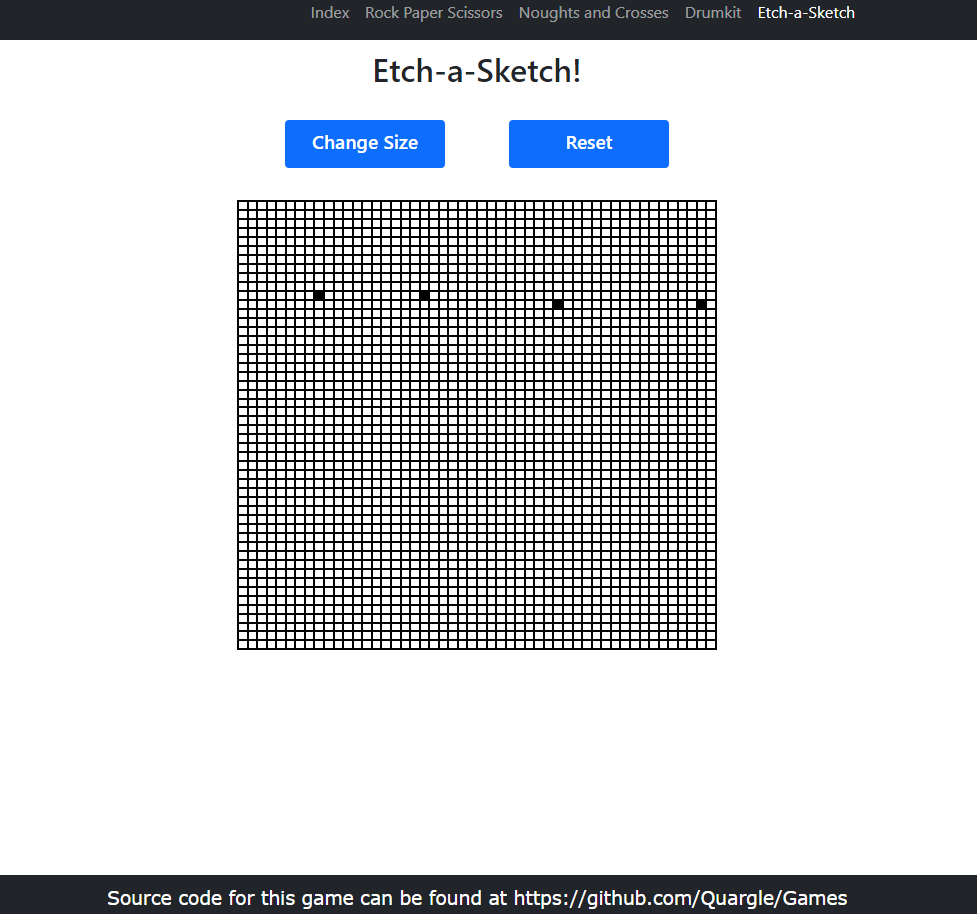 Index Rock Paper Scissors Noughts and Crosses Drumkit Etch-a-Sketch
Etch-a-Sketch!
Change Size Reset
Source code for this game can be found at https://github.com/Quargle/Games